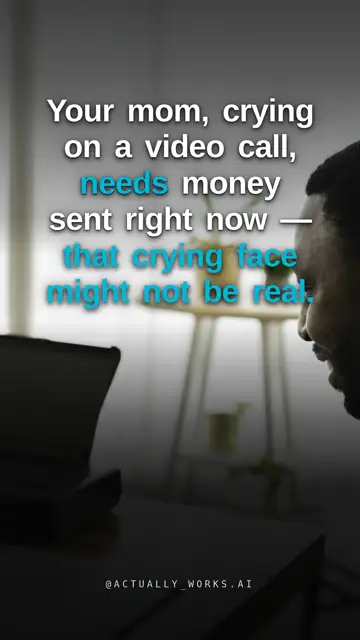 Your mom, crying
on a video call,
needs money
sent right now —
that crying face
might not be real.
@ACTUALLY_WORKS.AI